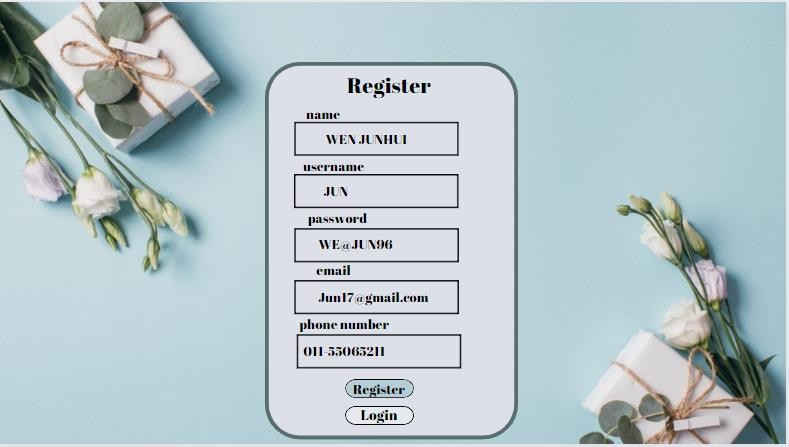 Register
name
WEN JUNHUI
username
JUN
password
WE@JUN96
email
Jun17@gmail.com
phone number
011-55065211
Register
Login